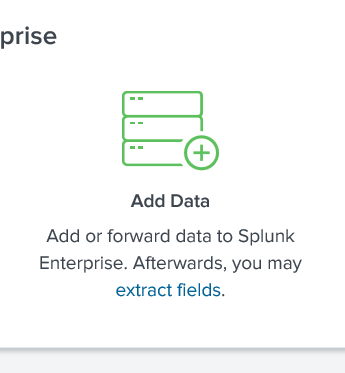 prise
Add Data
Add or forward data to Splunk
Enterprise. Afterwards, you may
extract fields.